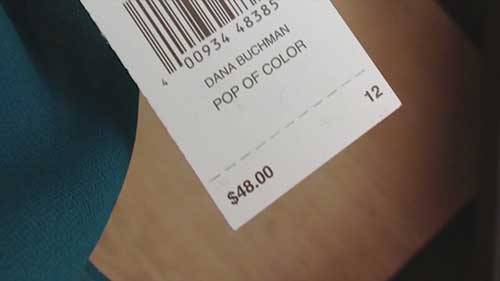 4 00934 48385
DANA BUCHMAN
POP OF COLOR
12
$48.00